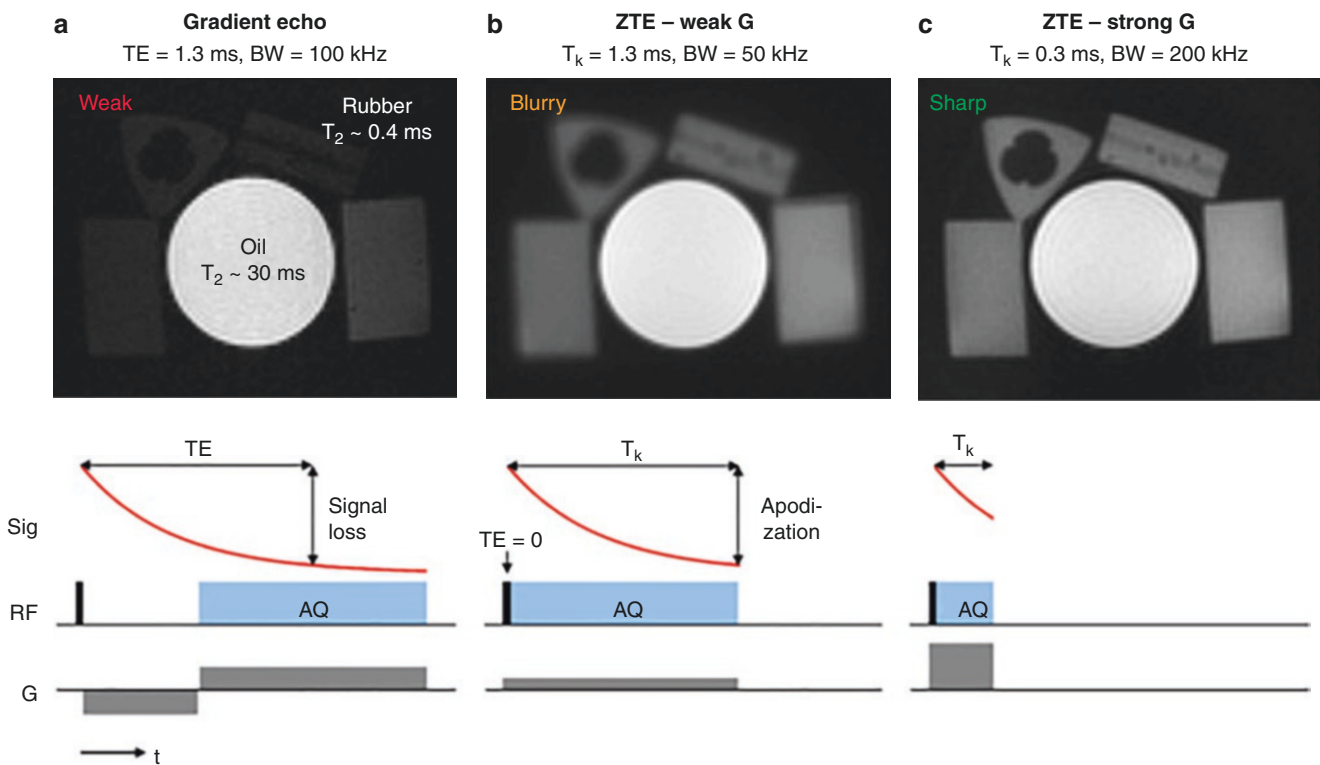 a Gradient echo
TE = 1.3 ms, BW = 100 kHz
Weak
Rubber
T2 ~ 0.4 ms
Oil
T2 ~ 30 ms
b ZTE – weak G
Tk = 1.3 ms, BW = 50 kHz
Blurry
c ZTE – strong G
Tk = 0.3 ms, BW = 200 kHz
Sharp
TE
Signal
loss
Sig
RF
AQ
G
t
Tk
Apodi-
zation
TE = 0
AQ
Tk
AQ